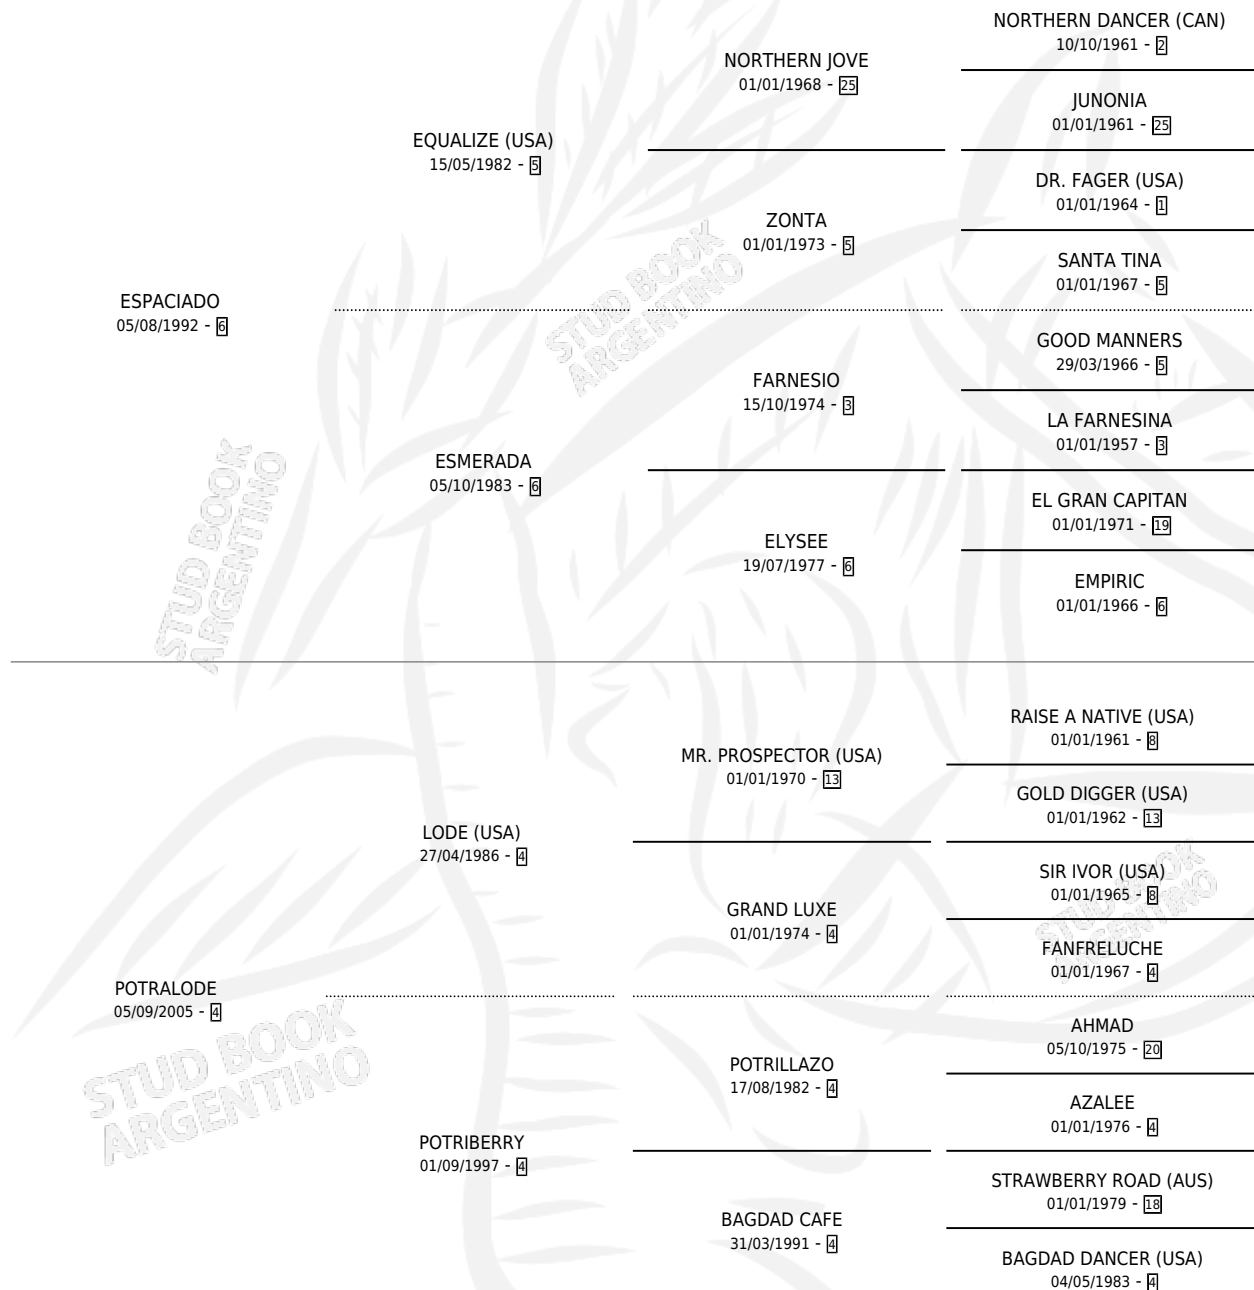 NORTHERN DANCER (CAN)
10/10/1961 - 2
NORTHERN JOVE
01/01/1968 - 25
JUNONIA
01/01/1961 - 25
EQUALIZE (USA)
15/05/1982 - 5
DR. FAGER (USA)
01/01/1964 - 1
ZONTA
01/01/1973 - 5
SANTA TINA
01/01/1967 - 5
ESPACIADO
05/08/1992 - 6
STUD BOOK
ARGENTINO
GOOD MANNERS
29/03/1966 - 5
FARNESIO
15/10/1974 - 3
LA FARNESINA
01/01/1957 - 3
ESMERADA
05/10/1983 - 6
EL GRAN CAPITAN
01/01/1971 - 19
ELYSEE
19/07/1977 - 6
EMPIRIC
01/01/1966 - 6
STUD BOOK
ARGENTINO
RAISE A NATIVE (USA)
01/01/1961 - 8
MR. PROSPECTOR (USA)
01/01/1970 - 13
GOLD DIGGER (USA)
01/01/1962 - 13
LODE (USA)
27/04/1986 - 4
SIR IVOR (USA)
01/01/1965 - 8
GRAND LUXE
01/01/1974 - 4
STUD BOOK
ARGENTINO
FANFRELUCHE
01/01/1967 - 4
POTRALODE
05/09/2005 - 4
STUD BOOK
ARGENTINO
AHMAD
05/10/1975 - 20
POTRILLAZO
17/08/1982 - 4
AZALEE
01/01/1976 - 4
POTRIBERRY
01/09/1997 - 4
STRAWBERRY ROAD (AUS)
01/01/1979 - 18
BAGDAD CAFE
31/03/1991 - 4
BAGDAD DANCER (USA)
04/05/1983 - 4